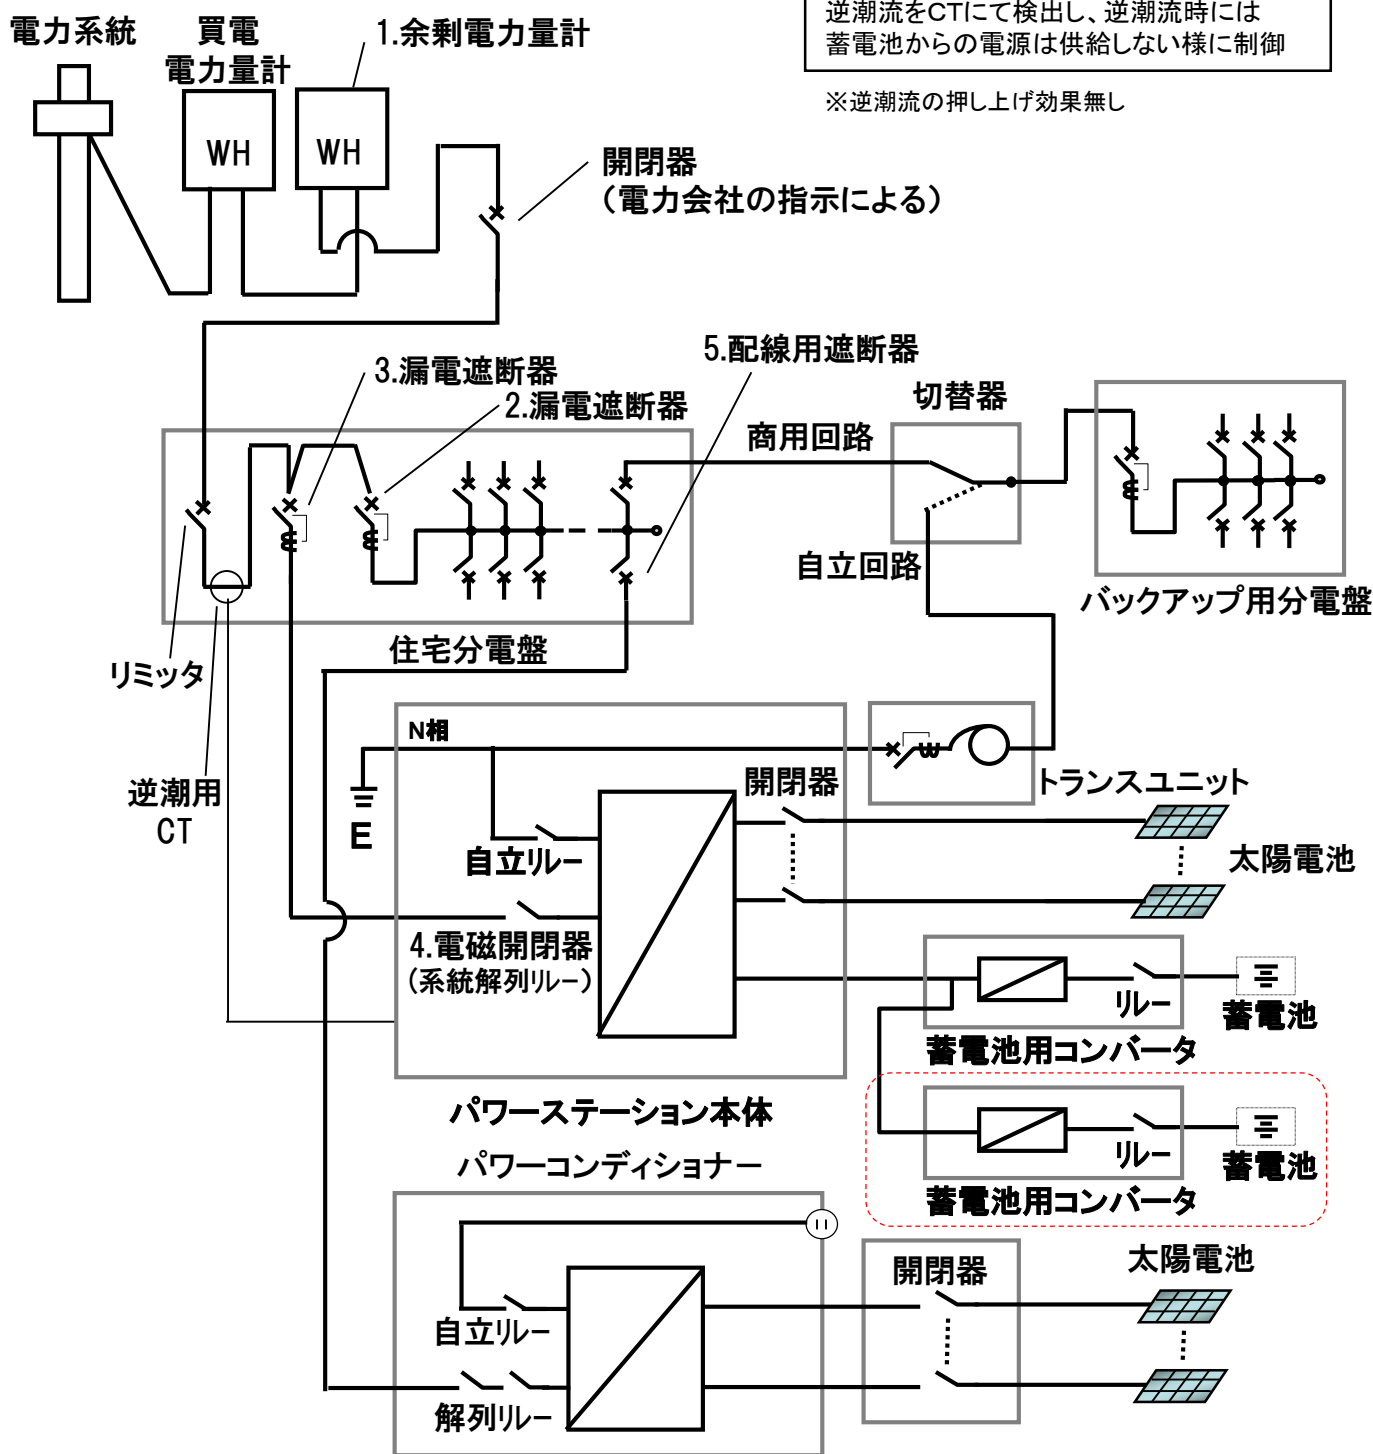 逆潮流をCTにて検出し、逆潮流時には
蓄電池からの電源は供給しない様に制御
※逆潮流の押し上げ効果無し
電力系統
買電
電力量計
1.余剰電力量計
WH
WH
開閉器
（電力会社の指示による）
5.配線用遮断器
3.漏電遮断器
2.漏電遮断器
切替器
商用回路
自立回路
バックアップ用分電盤
住宅分電盤
リミッタ
N相
逆潮用
CT
E
開閉器
トランスユニット
自立リレー
太陽電池
4.電磁開閉器
(系統解列リレー)
リレー
蓄電池
蓄電池用コンバータ
パワーステーション本体
リレー
蓄電池
蓄電池用コンバータ
パワーコンディショナー
開閉器
太陽電池
自立リレー
解列リレー